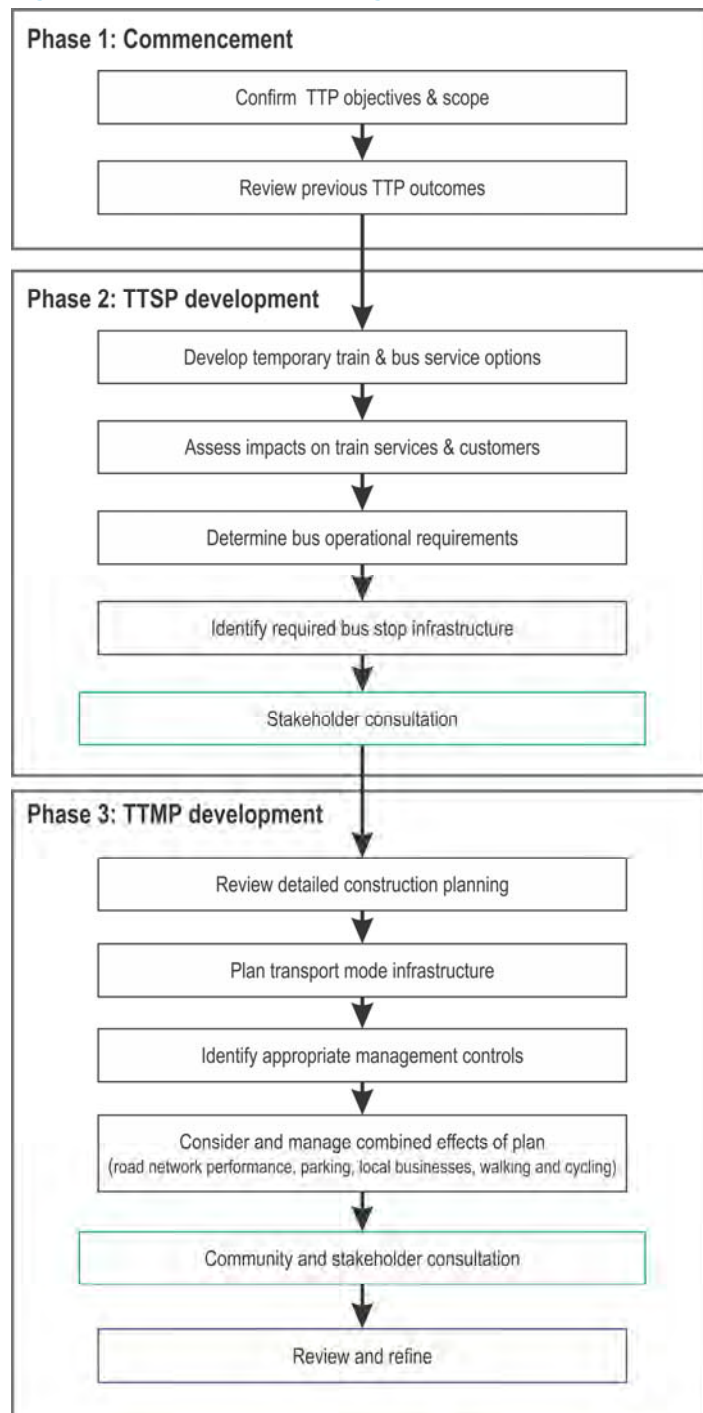 Phase 1: Commencement
Confirm TTP objectives & scope
Review previous TTP outcomes
Phase 2: TTSP development
Develop temporary train & bus service options
Assess impacts on train services & customers
Determine bus operational requirements
Identify required bus stop infrastructure
Stakeholder consultation
Phase 3: TTMP development
Review detailed construction planning
Plan transport mode infrastructure
Identify appropriate management controls
Consider and manage combined effects of plan
(road network performance, parking, local businesses, walking and cycling)
Community and stakeholder consultation
Review and refine